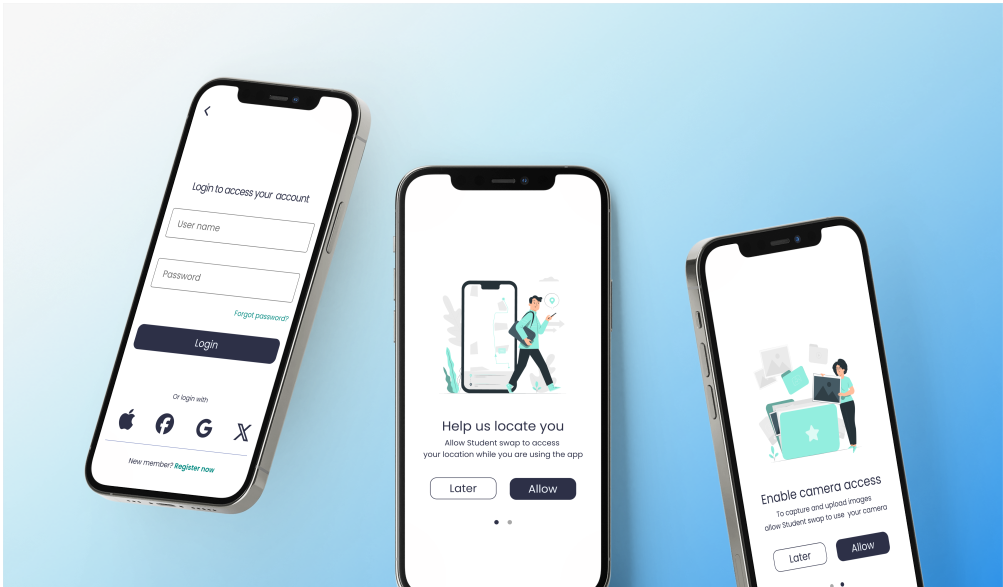 Login to access your account
User name
Password
Forgot password?
Login
Or login with
New member? Register now
Help us locate you
Allow Student swap to access
your location while you are using the app
Later
Allow
Enable camera access
To capture and upload images
allow Student swap to use your camera
Later
Allow